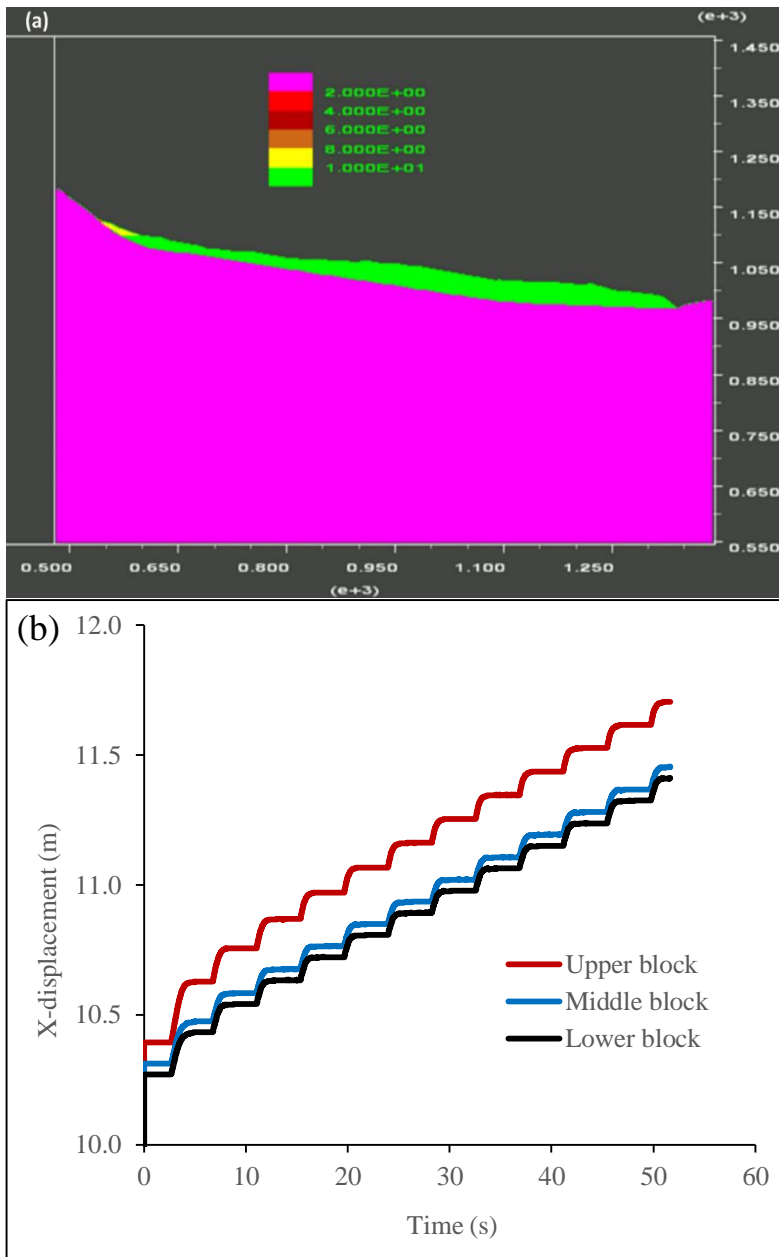 (a)
(e+3)
1.450
1.350
1.250
1.150
1.050
0.950
0.850
0.750
0.650
0.550
2.000E+00
4.000E+00
6.000E+00
8.000E+00
1.000E+01
0.500 0.650 0.800 0.950 1.100 1.250
(e+3)
(b)
12.0
11.5
11.0
10.5
10.0
X-displacement (m)
Upper block
Middle block
Lower block
0 10 20 30 40 50 60
Time (s)